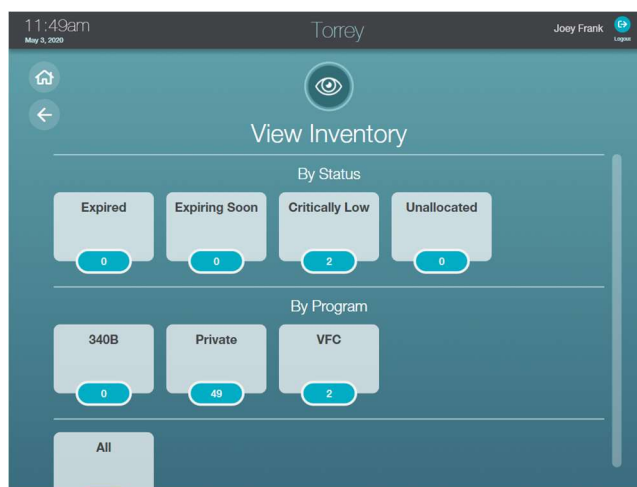 11:49am
May 3, 2020
Torrey
Joey Frank
Logout
View Inventory
By Status
Expired
Expiring Soon
Critically Low
Unallocated
0
0
2
0
By Program
340B
Private
VFC
0
49
2
All